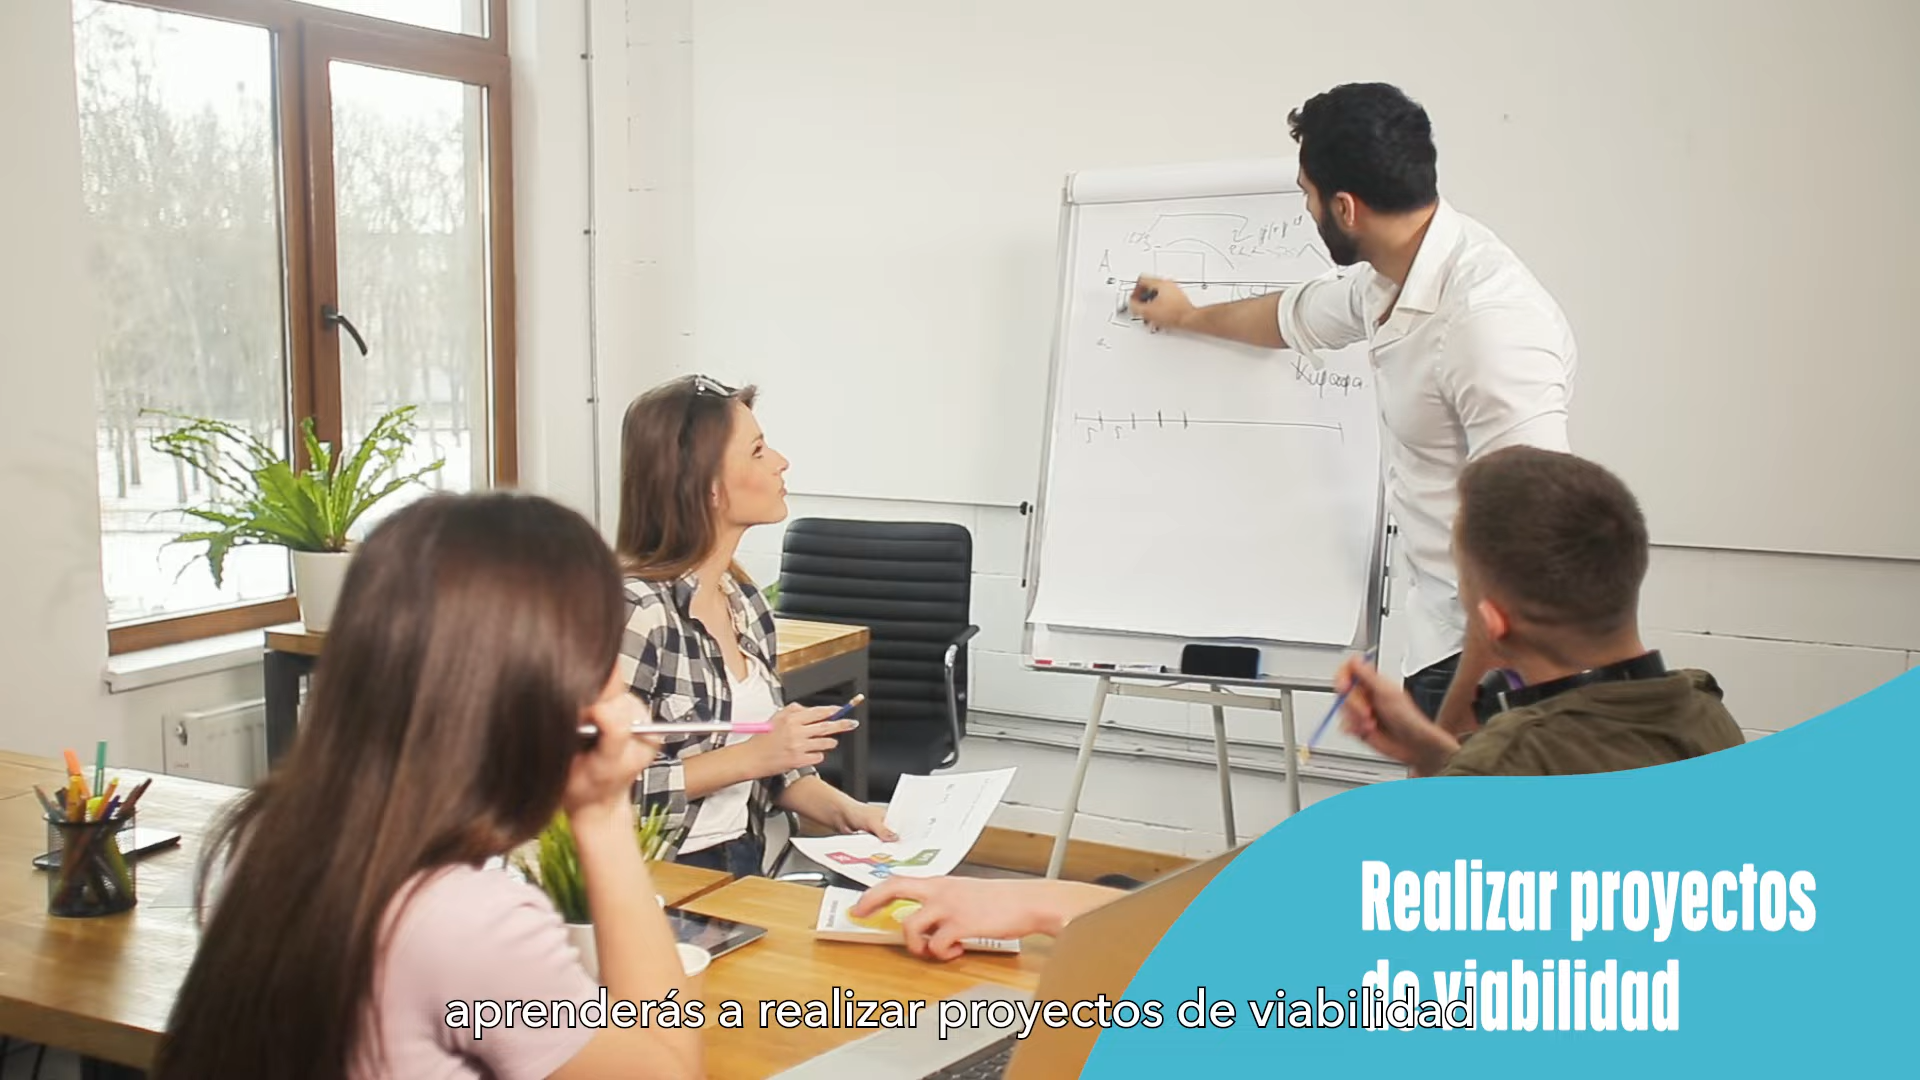 A
Realizar proyectos
de viabilidad
aprenderás a realizar proyectos de viabilidad